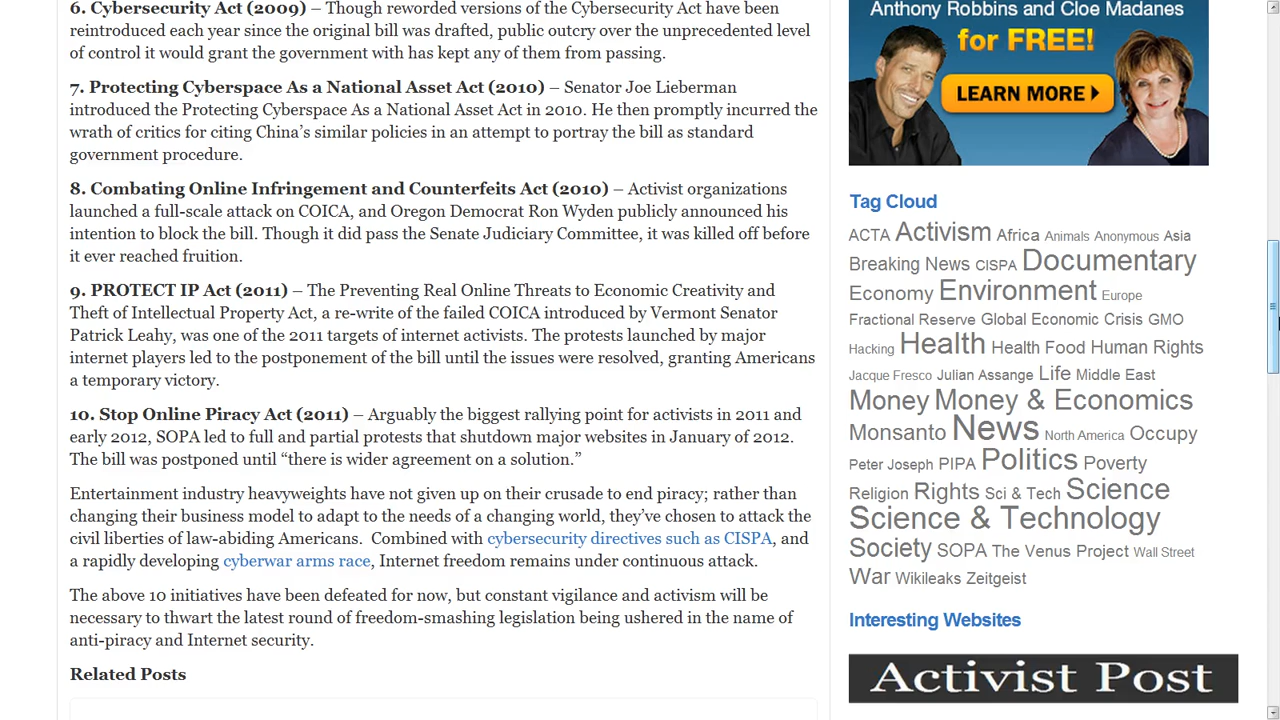 6. Cybersecurity Act (2009) – Though reworded versions of the Cybersecurity Act have been
reintroduced each year since the original bill was drafted, public outcry over the unprecedented level
of control it would grant the government with has kept any of them from passing.
7. Protecting Cyberspace As a National Asset Act (2010) – Senator Joe Lieberman
introduced the Protecting Cyberspace As a National Asset Act in 2010. He then promptly incurred the
wrath of critics for citing China’s similar policies in an attempt to portray the bill as standard
government procedure.
8. Combating Online Infringement and Counterfeits Act (2010) – Activist organizations
launched a full-scale attack on COICA, and Oregon Democrat Ron Wyden publicly announced his
intention to block the bill. Though it did pass the Senate Judiciary Committee, it was killed off before
it ever reached fruition.
9. PROTECT IP Act (2011) – The Preventing Real Online Threats to Economic Creativity and
Theft of Intellectual Property Act, a re-write of the failed COICA introduced by Vermont Senator
Patrick Leahy, was one of the 2011 targets of internet activists. The protests launched by major
internet players led to the postponement of the bill until the issues were resolved, granting Americans
a temporary victory.
10. Stop Online Piracy Act (2011) – Arguably the biggest rallying point for activists in 2011 and
early 2012, SOPA led to full and partial protests that shutdown major websites in January of 2012.
The bill was postponed until “there is wider agreement on a solution.”
Entertainment industry heavyweights have not given up on their crusade to end piracy; rather than
changing their business model to adapt to the needs of a changing world, they’ve chosen to attack the
civil liberties of law-abiding Americans. Combined with cybersecurity directives such as CISPA, and
a rapidly developing cyberwar arms race, Internet freedom remains under continuous attack.
The above 10 initiatives have been defeated for now, but constant vigilance and activism will be
necessary to thwart the latest round of freedom-smashing legislation being ushered in the name of
anti-piracy and Internet security.
Related Posts
Anthony Robbins and Cloe Madanes
for FREE!
LEARN MORE
Tag Cloud
ACTA Activism Africa Animals Anonymous Asia
Breaking News CISPA Documentary
Economy Environment Europe
Fractional Reserve Global Economic Crisis GMO
Hacking Health Health Food Human Rights
Jacque Fresco Julian Assange Life Middle East
Money Money & Economics
Monsanto News North America Occupy
Peter Joseph PIPA Politics Poverty
Religion Rights Sci & Tech Science
Science & Technology
Society SOPA The Venus Project Wall Street
War Wikileaks Zeitgeist
Interesting Websites
Activist Post